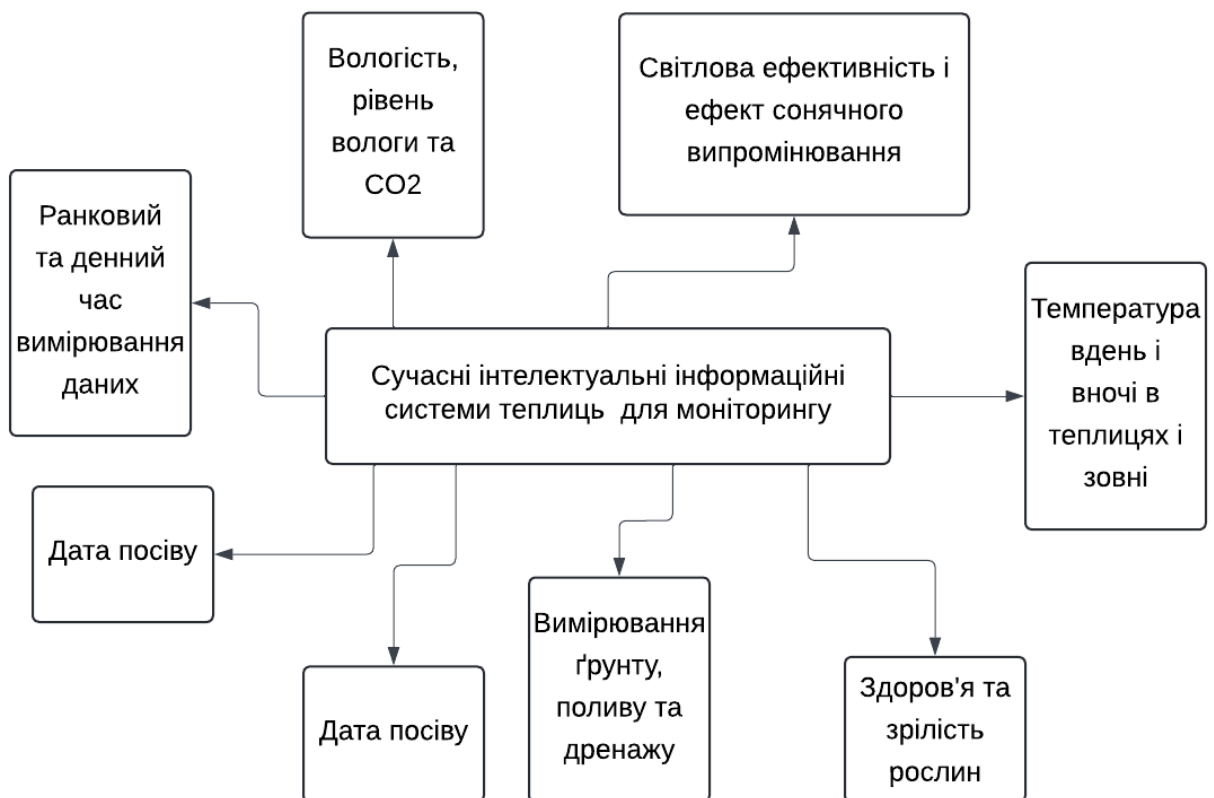 Вологість,
рівень
вологи та
СО2
Світлова ефективність і
ефект сонячного
випромінювання
Ранковий
та денний
час
вимірювання
даних
Температура
вдень і
вночі в
теплицях і
зовні
Сучасні інтелектуальні інформаційні
системи теплиць для моніторингу
Дата посіву
Дата посіву
Вимірювання
ґрунту,
поливу та
дренажу
Здоров'я та
зрілість
рослин